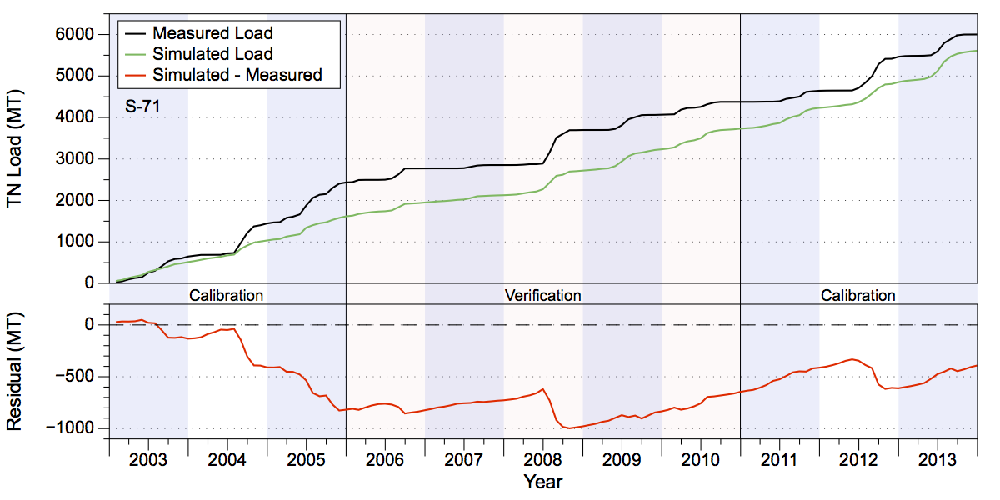 Measured Load
Simulated Load
Simulated - Measured
S-71
TN Load (MT)
6000
5000
4000
3000
2000
1000
0
Calibration Verification Calibration
Residual (MT)
0
−500
−1000
2003 2004 2005 2006 2007 2008 2009 2010 2011 2012 2013
Year